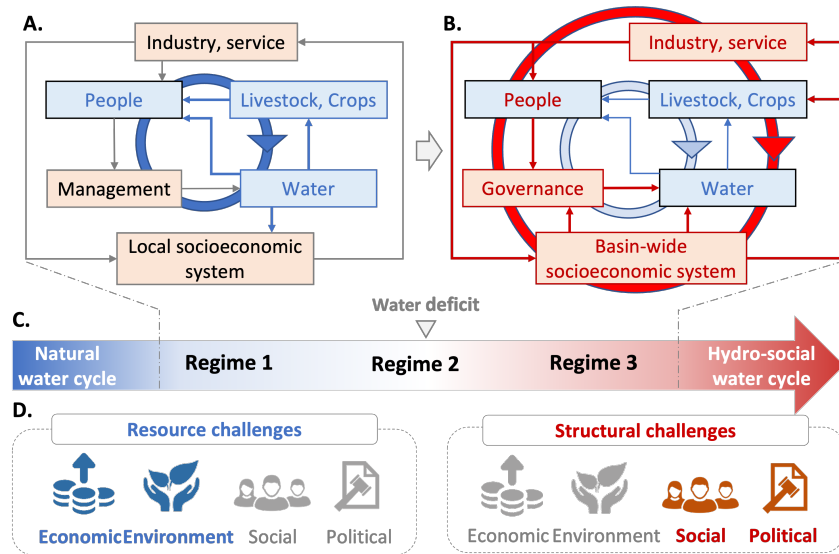 A.
Industry, service
People
Livestock, Crops
Management
Water
Local socioeconomic
system
B.
Industry, service
People
Livestock, Crops
Governance
Water
Basin-wide
socioeconomic system
Water deficit
C.
Natural
water cycle
Regime 1
Regime 2
Regime 3
Hydro-social
water cycle
D.
Resource challenges
Economic Environment Social Political
Structural challenges
Economic Environment Social Political